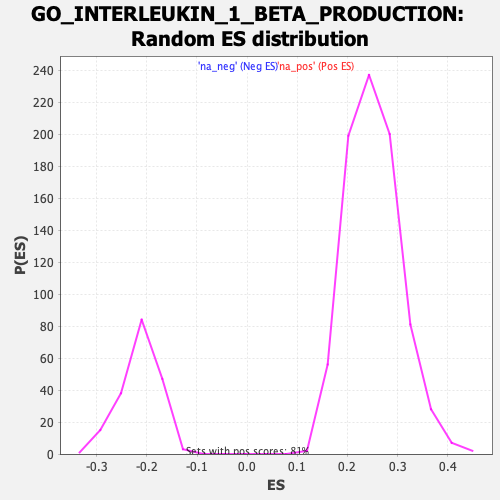 GO_INTERLEUKIN_1_BETA_PRODUCTION:
Random ES distribution
'na_neg' (Neg ES) 'na_pos' (Pos ES)
240
220
200
180
160
140
120
100
80
60
40
20
0
P(ES)
Sets with pos scores: 81%
-0.3 -0.2 -0.1 0.0 0.1 0.2 0.3 0.4
ES